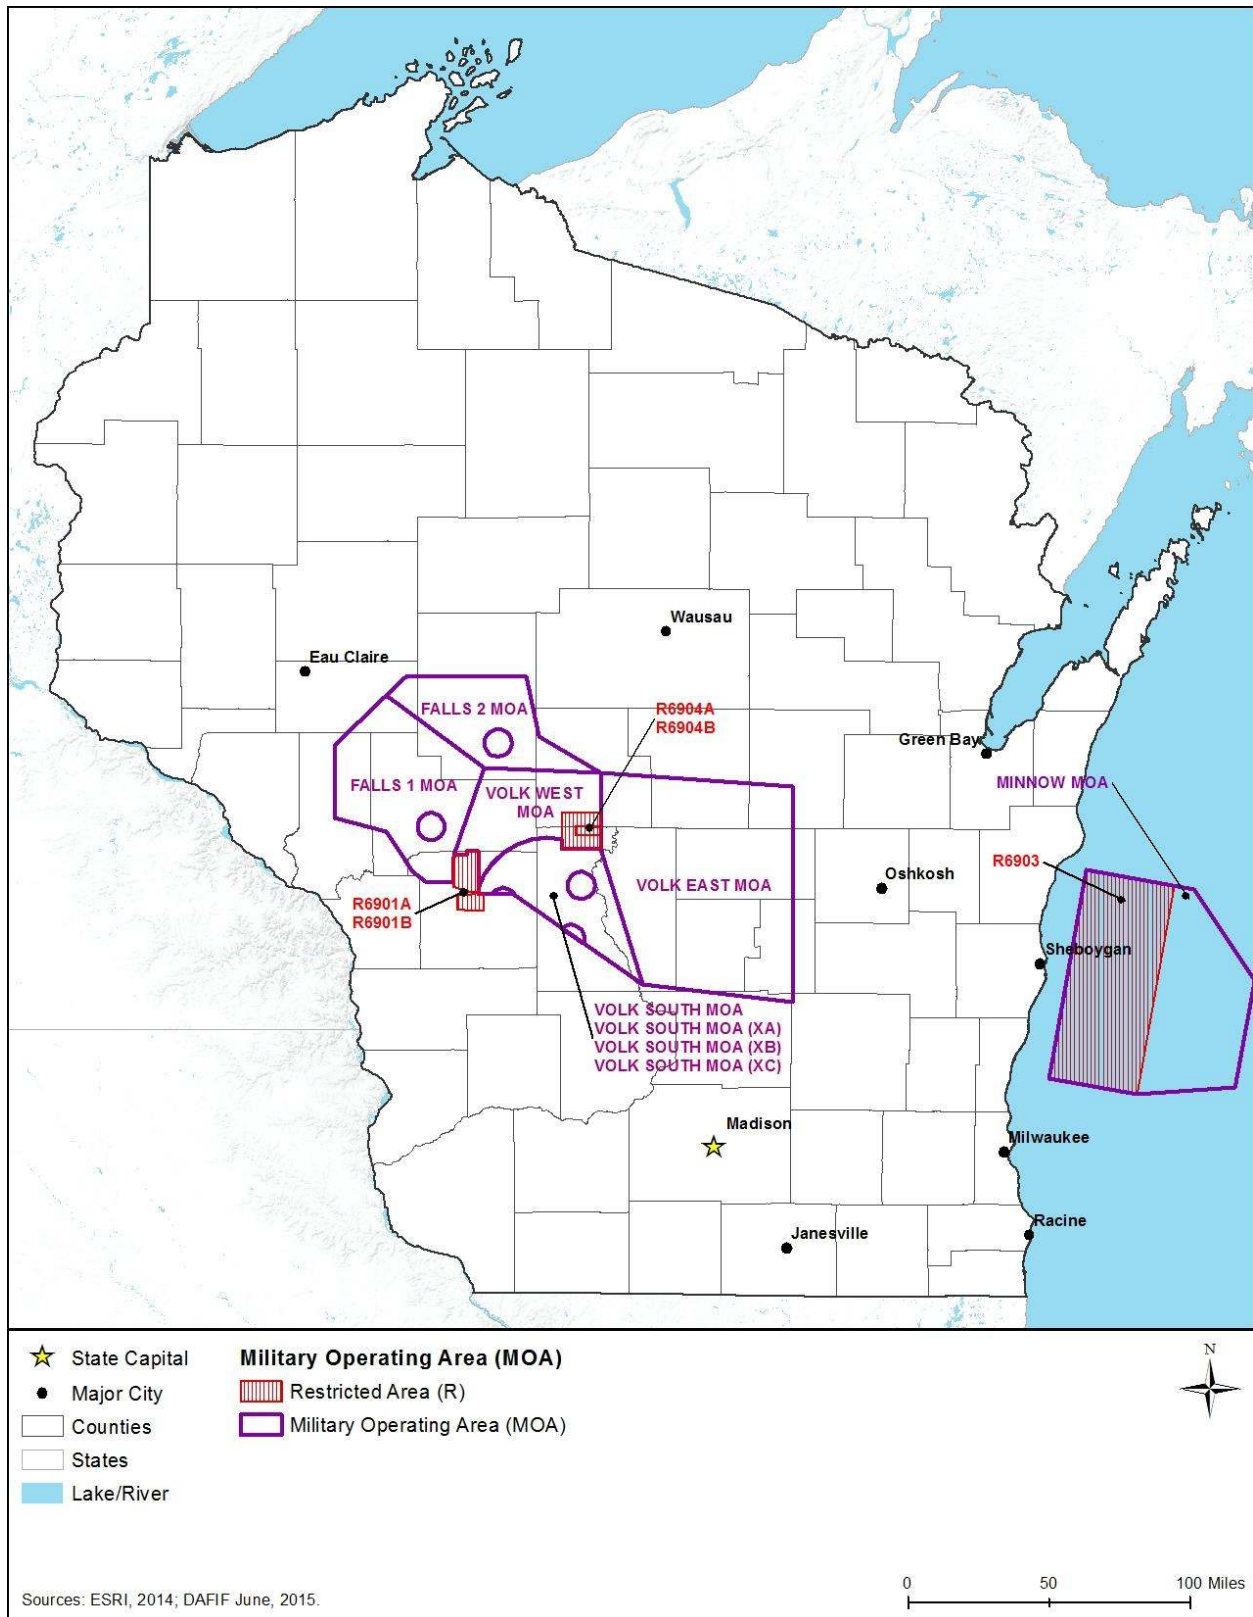 Wausau
Eau Claire
FALLS 2 MOA
R6904A
R6904B
Green Bay
MINNOW MOA
FALLS 1 MOA
VOLK WEST
MOA
R6903
Oshkosh
VOLK EAST MOA
R6901A
R6901B
Sheboygan
VOLK SOUTH MOA
VOLK SOUTH MOA (XA)
VOLK SOUTH MOA (XB)
VOLK SOUTH MOA (XC)
Madison
Milwaukee
Racine
Janesville
State Capital
Major City
Counties
States
Lake/River
Military Operating Area (MOA)
Restricted Area (R)
Military Operating Area (MOA)
N
Sources: ESRI, 2014; DAFIF June, 2015.
0 50 100 Miles